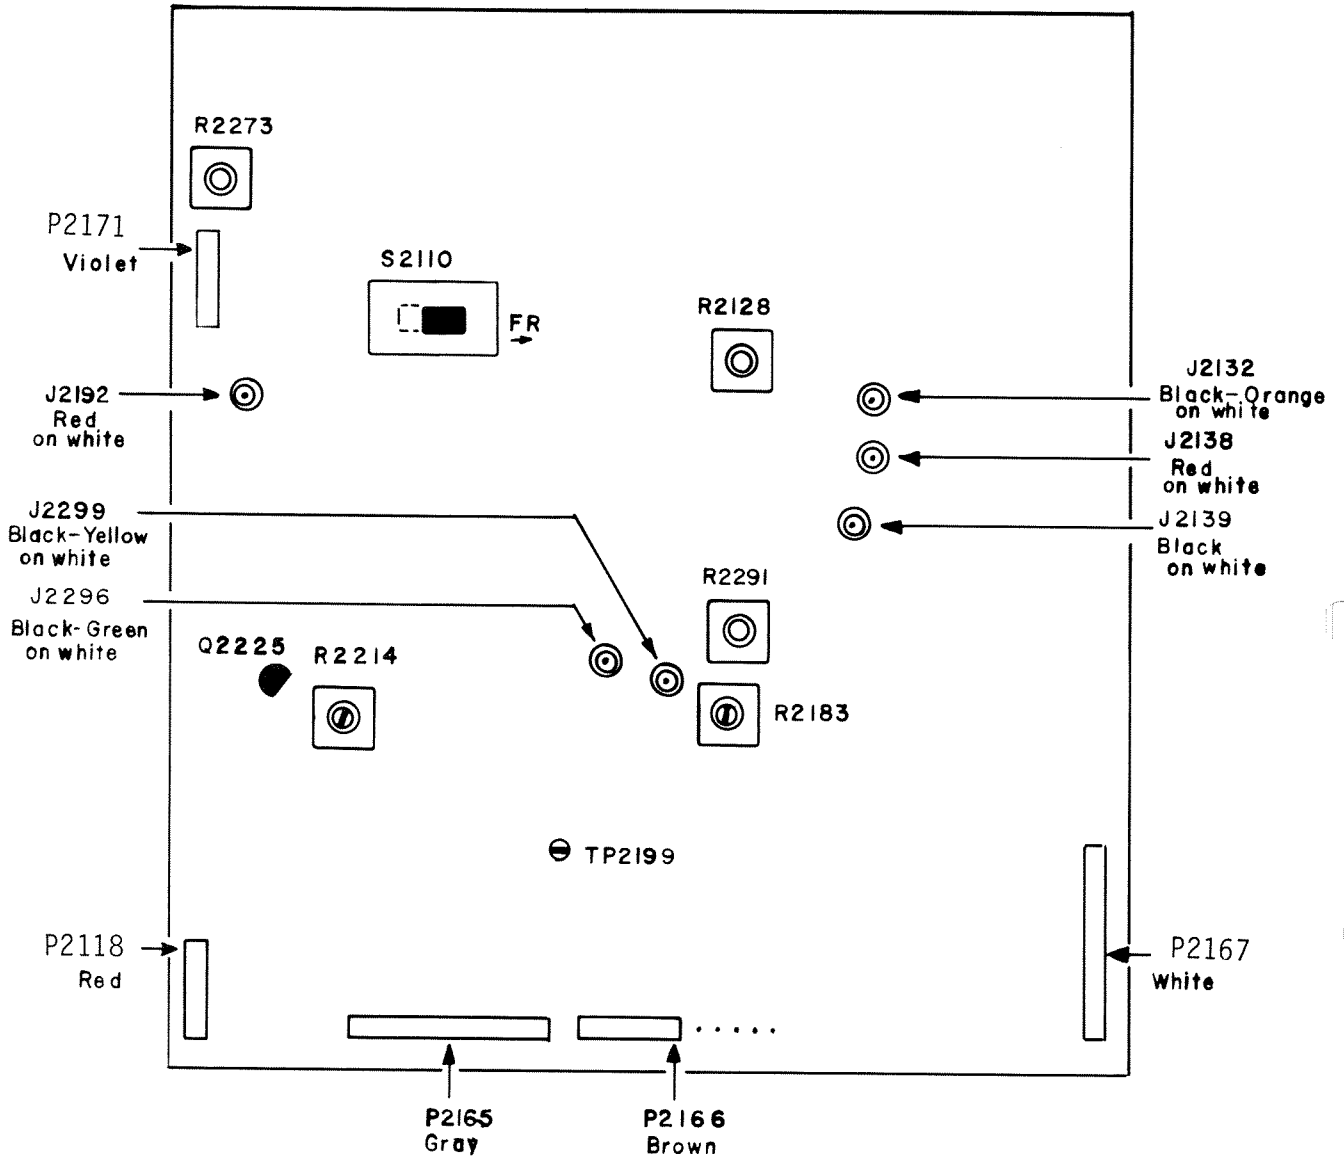 R2273
P2171
Violet
S2110
FR
R2128
J2192
Red
on white
J2132
Black-Orange
on white
J2138
Red
on white
J2299
Black-Yellow
on white
J2139
Black
on white
J2296
Black-Green
on white
R2291
Q2225
R2214
R2183
TP2199
P2118
Red
P2167
White
P2165
Gray
P2166
Brown